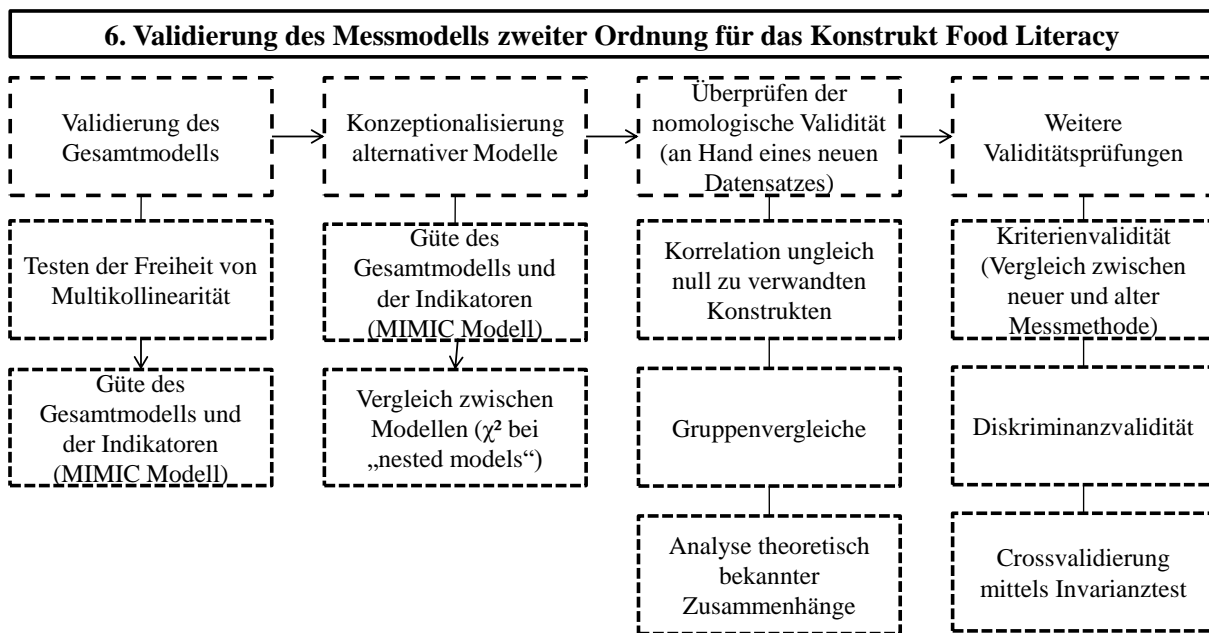 6. Validierung des Messmodells zweiter Ordnung für das Konstrukt Food Literacy
Validierung des
Gesamtmodells
Konzeptionalisierung
alternativer Modelle
Überprüfen der
nomologische Validität
(an Hand eines neuen
Datensatzes)
Weitere
Validitätsprüfungen
Testen der Freiheit von
Multikollinearität
Güte des
Gesamtmodells und
der Indikatoren
(MIMIC Modell)
Korrelation ungleich
null zu verwandten
Konstrukten
Kriterienvalidität
(Vergleich zwischen
neuer und alter
Messmethode)
Güte des
Gesamtmodells und
der Indikatoren
(MIMIC Modell)
Vergleich zwischen
Modellen (χ² bei
„nested models“)
Gruppenvergleiche
Diskriminanzvalidität
Analyse theoretisch
bekannter
Zusammenhänge
Crossvalidierung
mittels Invarianztest